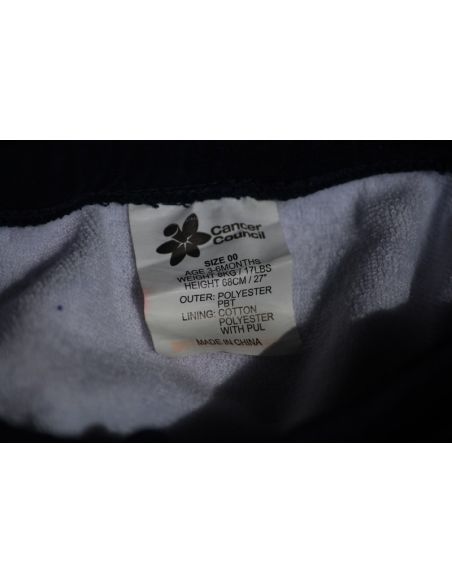 Cancer
Council
SIZE 00
AGE 3-6MONTHS
WEIGHT 8KG / 17LBS
HEIGHT 68CM / 27"
OUTER: POLYESTER
PBT
LINING: COTTON
POLYESTER
WITH PUL
MADE IN CHINA